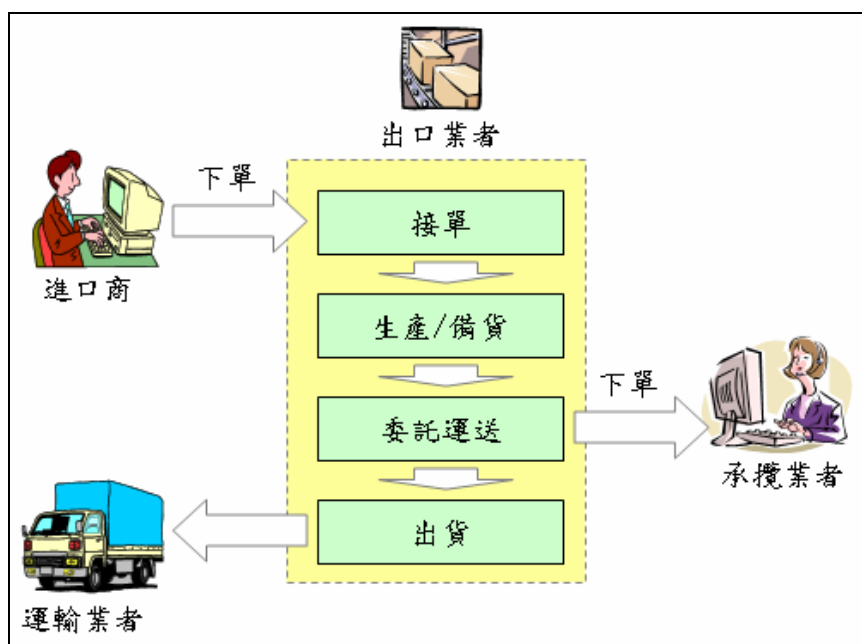 出口業者
下單
接單
進口商
生產/備貨
下單
委託運送
承攬業者
出貨
運輸業者